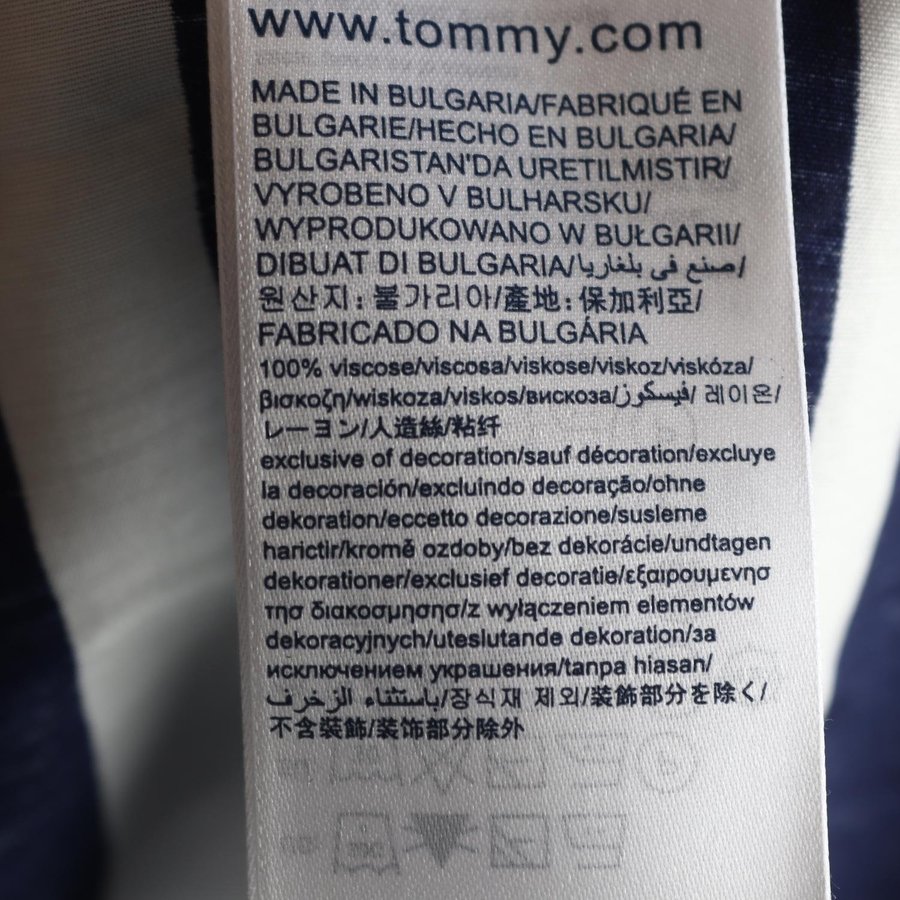 www.tommy.com
MADE IN BULGARIA/FABRIQUÉ EN
BULGARIE/HECHO EN BULGARIA/
BULGARISTAN'DA URETILMISTIR/
VYROBENO V BULHARSKU/
WYPRODUKOWANO W BUŁGARII/
DIBUAT DI BULGARIA/صنع في بلغاريا/
원산지: 불가리아/產地: 保加利亞/
FABRICADO NA BULGÁRIA
100% viscose/viscosa/viskose/viskoz/viskóza/
βισκοζη/wiskoza/viskos/вискоза/فيسكوز/ 레이온/
レーヨン/人造絲/粘纤
exclusive of decoration/sauf décoration/excluye
la decoración/excluindo decoração/ohne
dekoration/eccetto decorazione/susleme
harictir/kromě ozdoby/bez dekorácie/undtagen
dekorationer/exclusief decoratie/εξαιρουμενησ
τησ διακοσμησησ/z wyłączeniem elementów
dekoracyjnych/uteslutande dekoration/за
исключением украшения/tanpa hiasan/
باستثناء الزخرف/장식재 제외/装飾部分を除く/
不含裝飾/装饰部分除外